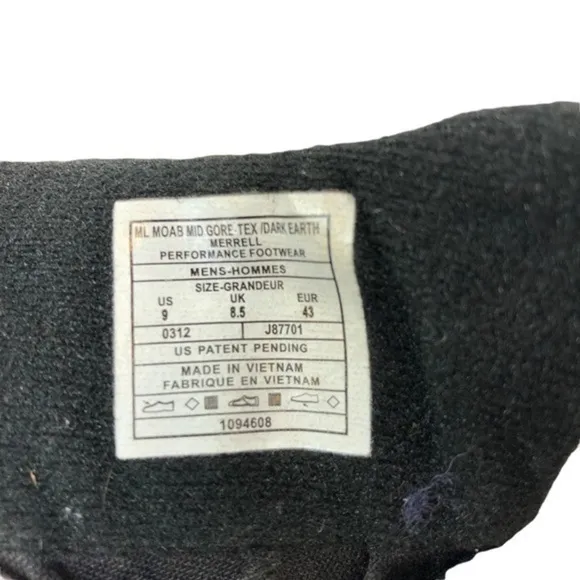 ML MOAB MID GORE-TEX /DARK EARTH
MERRELL
PERFORMANCE FOOTWEAR
MENS-HOMMES
SIZE-GRANDEUR
US UK EUR
9 8.5 43
0312 J87701
US PATENT PENDING
MADE IN VIETNAM
FABRIQUE EN VIETNAM
1094608